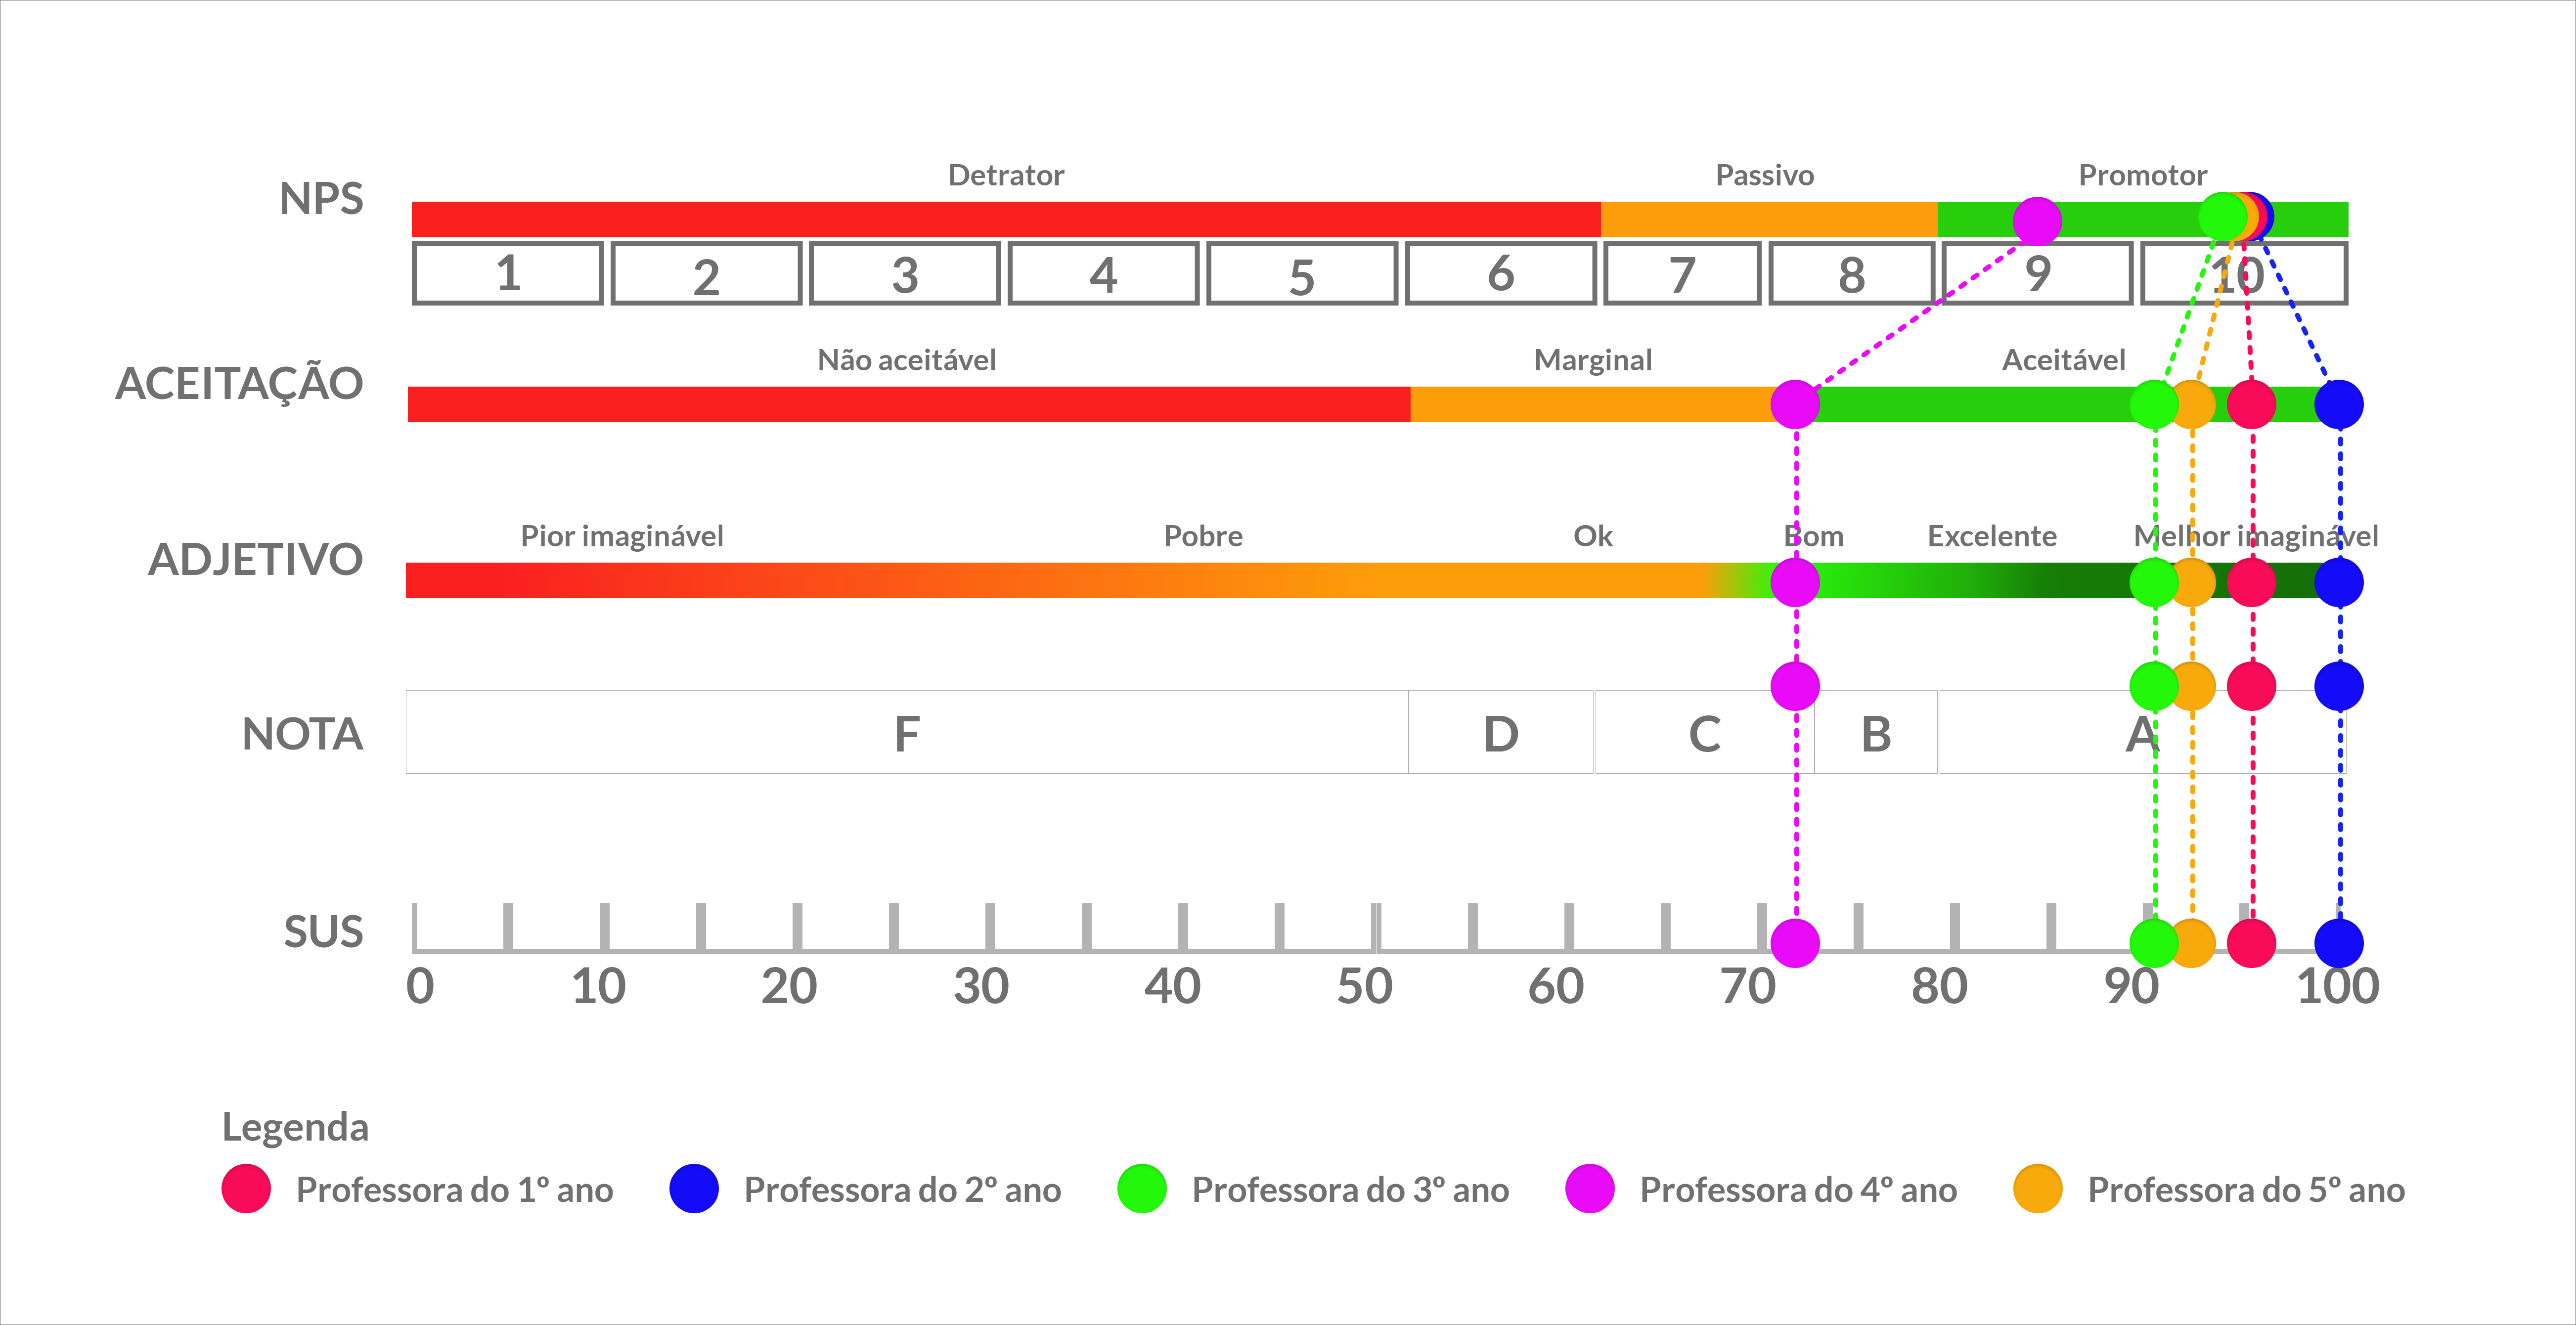 Detrator Passivo Promotor
NPS
1 2 3 4 5 6 7 8 9 10
Não aceitável Marginal Aceitável
ACEITAÇÃO
Pior imaginável Pobre Ok Bom Excelente Melhor imaginável
ADJETIVO
NOTA F D C B A
SUS
0 10 20 30 40 50 60 70 80 90 100
Legenda
Professora do 1º ano Professora do 2º ano Professora do 3º ano Professora do 4º ano Professora do 5º ano